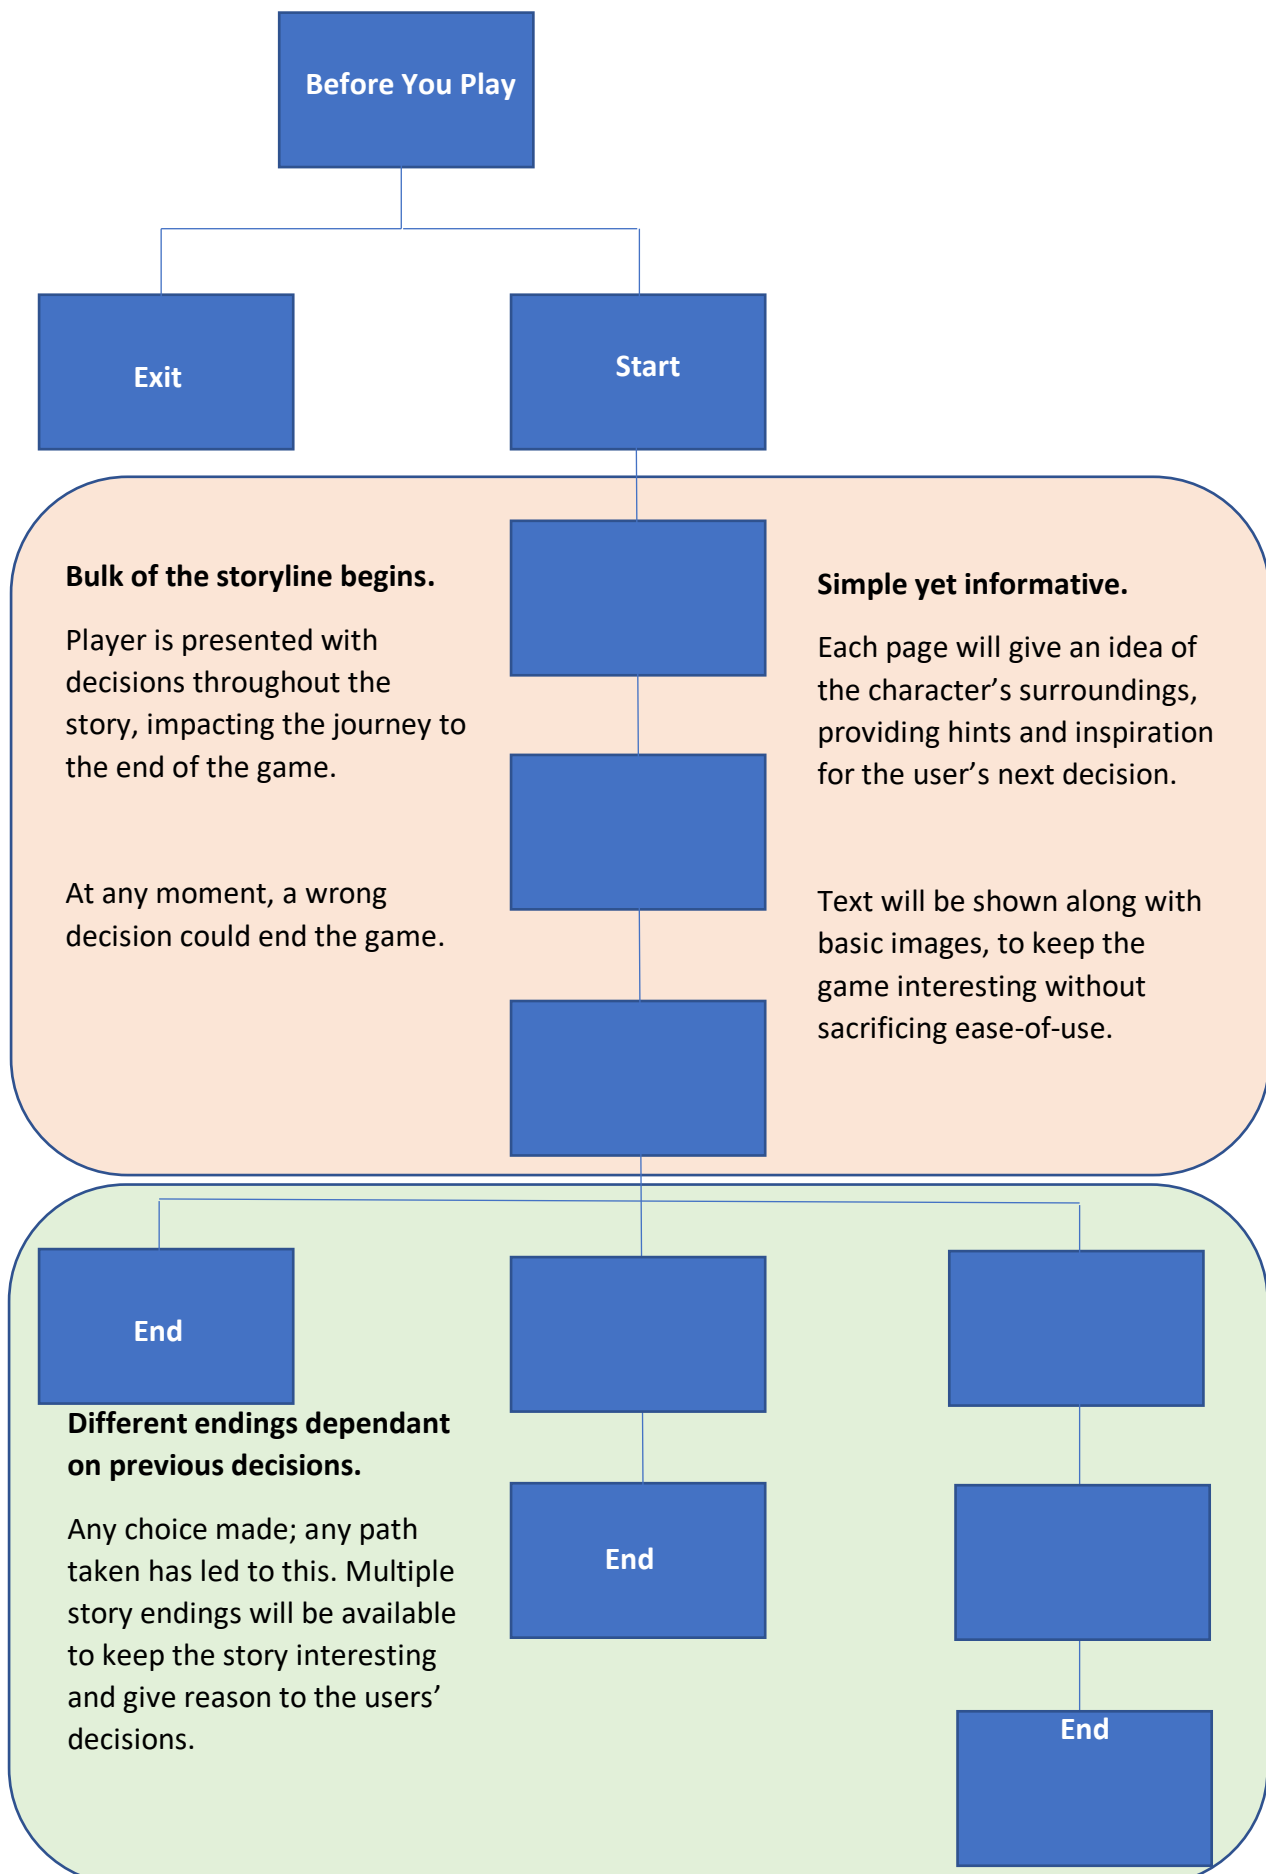 Before You Play
Exit
Start
Bulk of the storyline begins.
Player is presented with
decisions throughout the
story, impacting the journey to
the end of the game.
At any moment, a wrong
decision could end the game.
Simple yet informative.
Each page will give an idea of
the character’s surroundings,
providing hints and inspiration
for the user’s next decision.
Text will be shown along with
basic images, to keep the
game interesting without
sacrificing ease-of-use.
End
Different endings dependant
on previous decisions.
Any choice made; any path
taken has led to this. Multiple
story endings will be available
to keep the story interesting
and give reason to the users’
decisions.
End
End